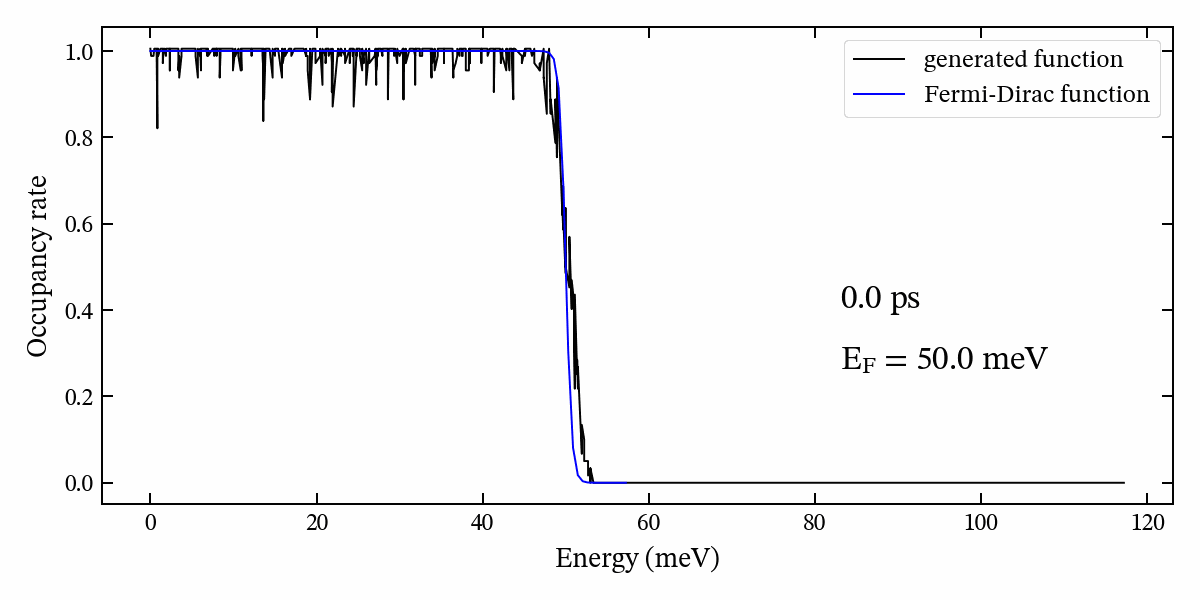 generated function
Fermi-Dirac function
1.0
0.8
0.6
0.4
0.2
0.0
Occupancy rate
0.0 ps
E_F = 50.0 meV
0 20 40 60 80 100 120
Energy (meV)